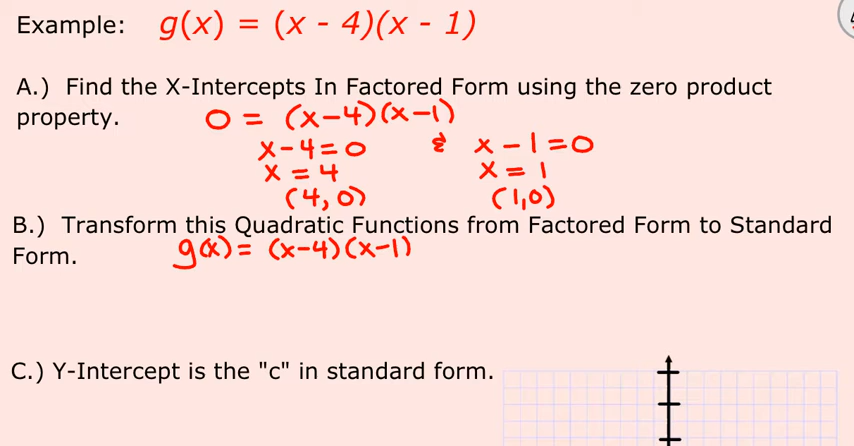 Example: g(x) = (x - 4)(x - 1)
A.) Find the X-Intercepts In Factored Form using the zero product
property. 0 = (x-4)(x-1)
x-4=0 & x-1=0
x=4 x=1
(4,0) (1,0)
B.) Transform this Quadratic Functions from Factored Form to Standard
Form. g(x)= (x-4)(x-1)
C.) Y-Intercept is the "c" in standard form.